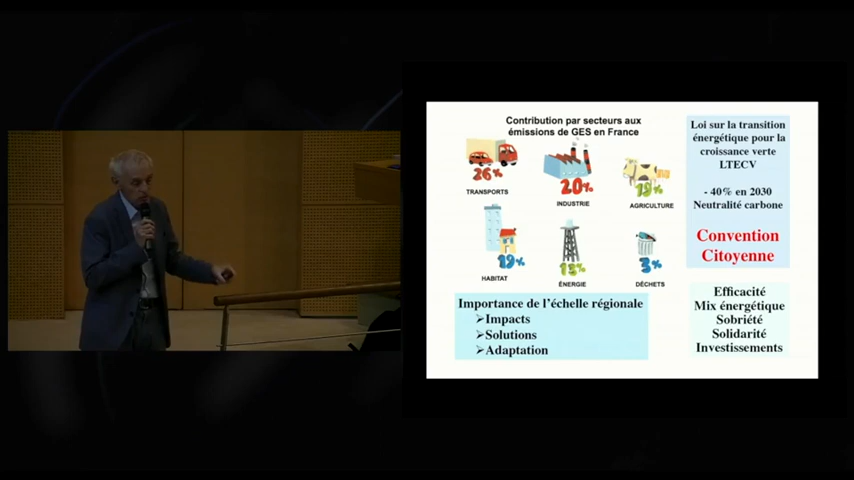 Contribution par secteurs aux
émissions de GES en France
26%
TRANSPORTS
20%
INDUSTRIE
19%
AGRICULTURE
19%
HABITAT
13%
ÉNERGIE
3%
DÉCHETS
Importance de l'échelle régionale
➢Impacts
➢Solutions
➢Adaptation
Loi sur la transition
énergétique pour la
croissance verte
LTECV
- 40% en 2030
Neutralité carbone
Convention
Citoyenne
Efficacité
Mix énergétique
Sobriété
Solidarité
Investissements